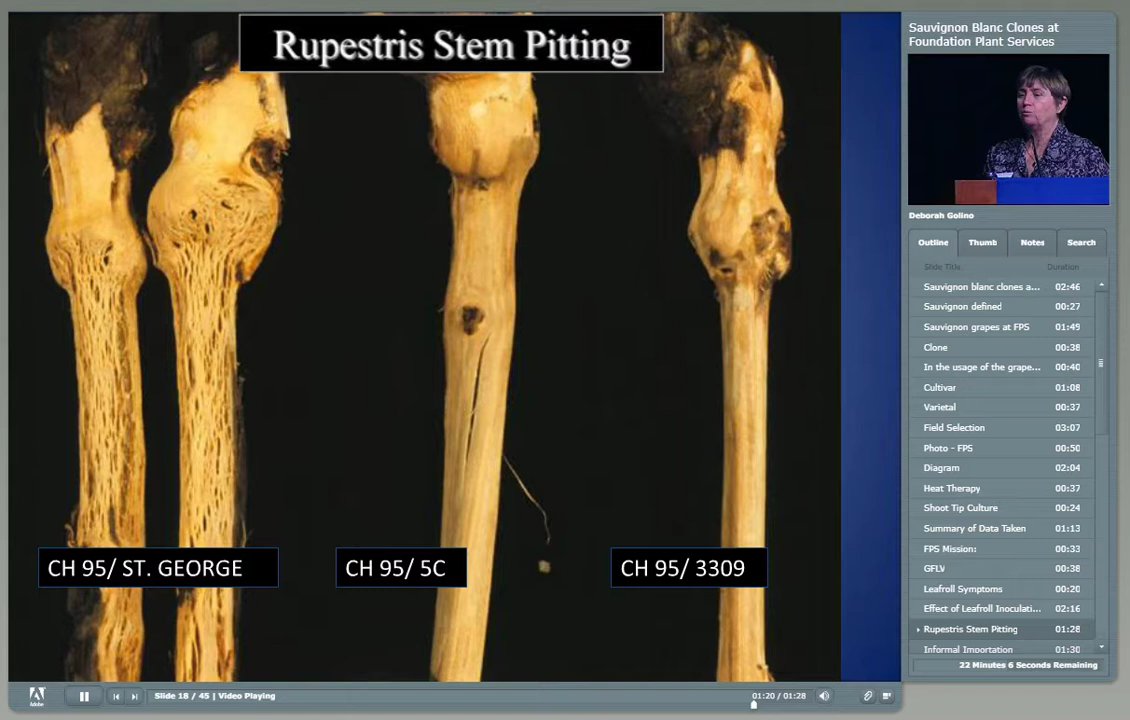 Rupestris Stem Pitting
CH 95/ ST. GEORGE
CH 95/ 5C
CH 95/ 3309
Sauvignon Blanc Clones at
Foundation Plant Services
Deborah Golino
Outline Thumb Notes Search
Slide Title Duration
Sauvignon blanc clones a... 02:46
Sauvignon defined 00:27
Sauvignon grapes at FPS 01:49
Clone 00:38
In the usage of the grape... 00:40
Cultivar 01:08
Varietal 00:37
Field Selection 03:07
Photo - FPS 00:50
Diagram 02:04
Heat Therapy 00:37
Shoot Tip Culture 00:24
Summary of Data Taken 01:13
FPS Mission: 00:33
GFLV 00:38
Leafroll Symptoms 00:20
Effect of Leafroll Inoculati... 02:16
Rupestris Stem Pitting 01:28
Informal Importation 01:30
22 Minutes 6 Seconds Remaining
Adobe
Slide 18 / 45 | Video Playing
01:20 / 01:28